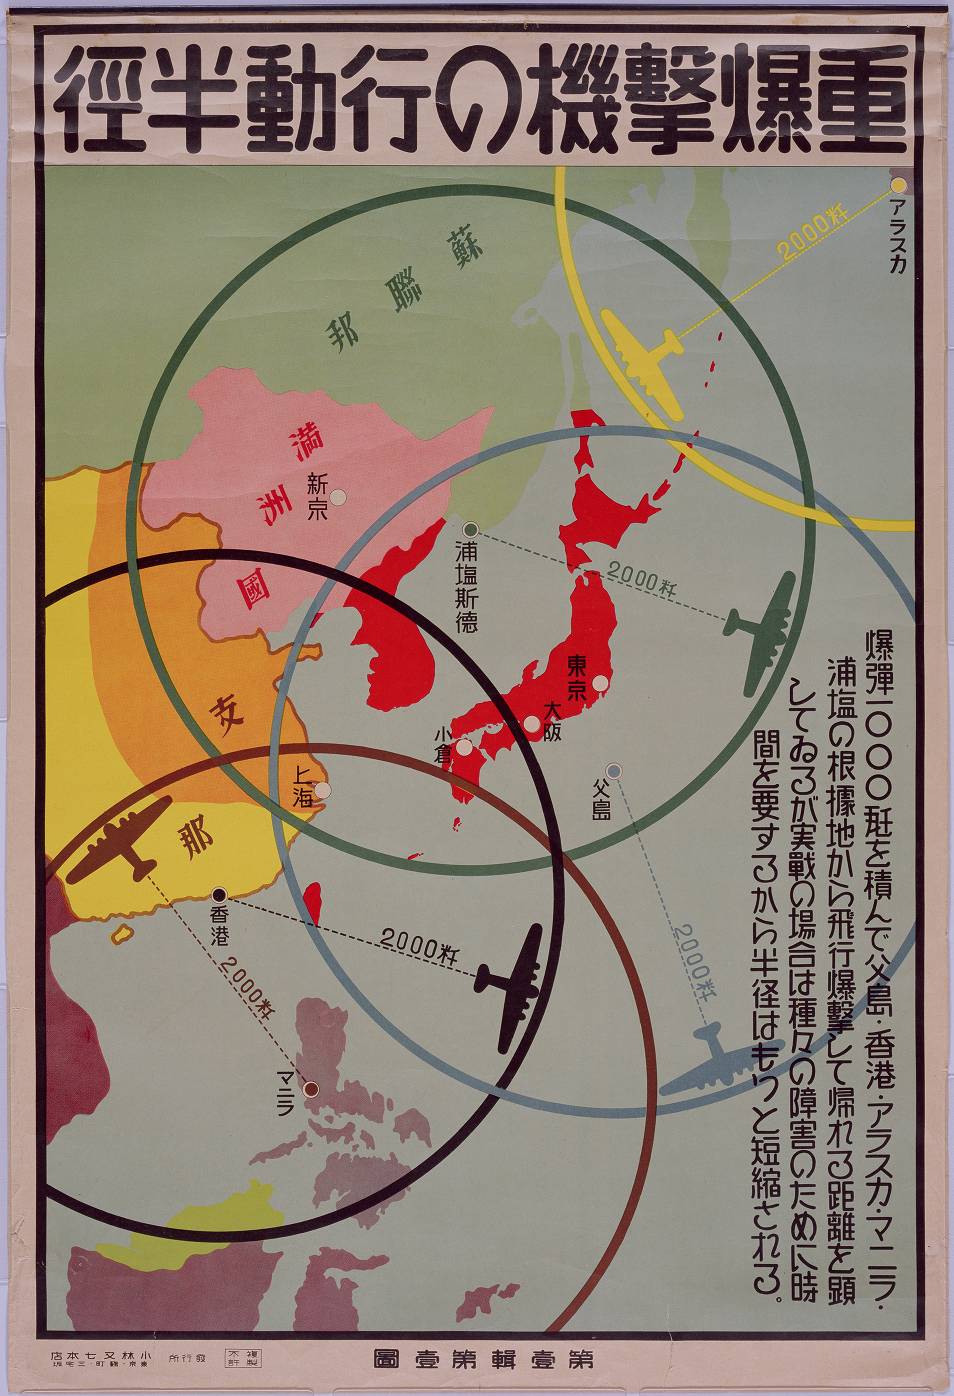 重爆撃機の行動半徑
アラスカ
2000粁
蘇聯邦
満洲國
新京
浦塩斯德
2000粁
東京
大阪
小倉
父島
支那
上海
香港
2000粁
2000粁
2000粁
マニラ
爆彈一〇〇〇瓩を積んで父島·香港·アラスカ·マニラ·
浦塩の根據地から飛行爆撃して帰れる距離を顕
してゐるが実戦の場合は種々の障害のために時
間を要するから半径はもつと短縮される。
第壹輯第壹圖
複製不許
發行所
東京·麹町·三宅坂
小林又七本店